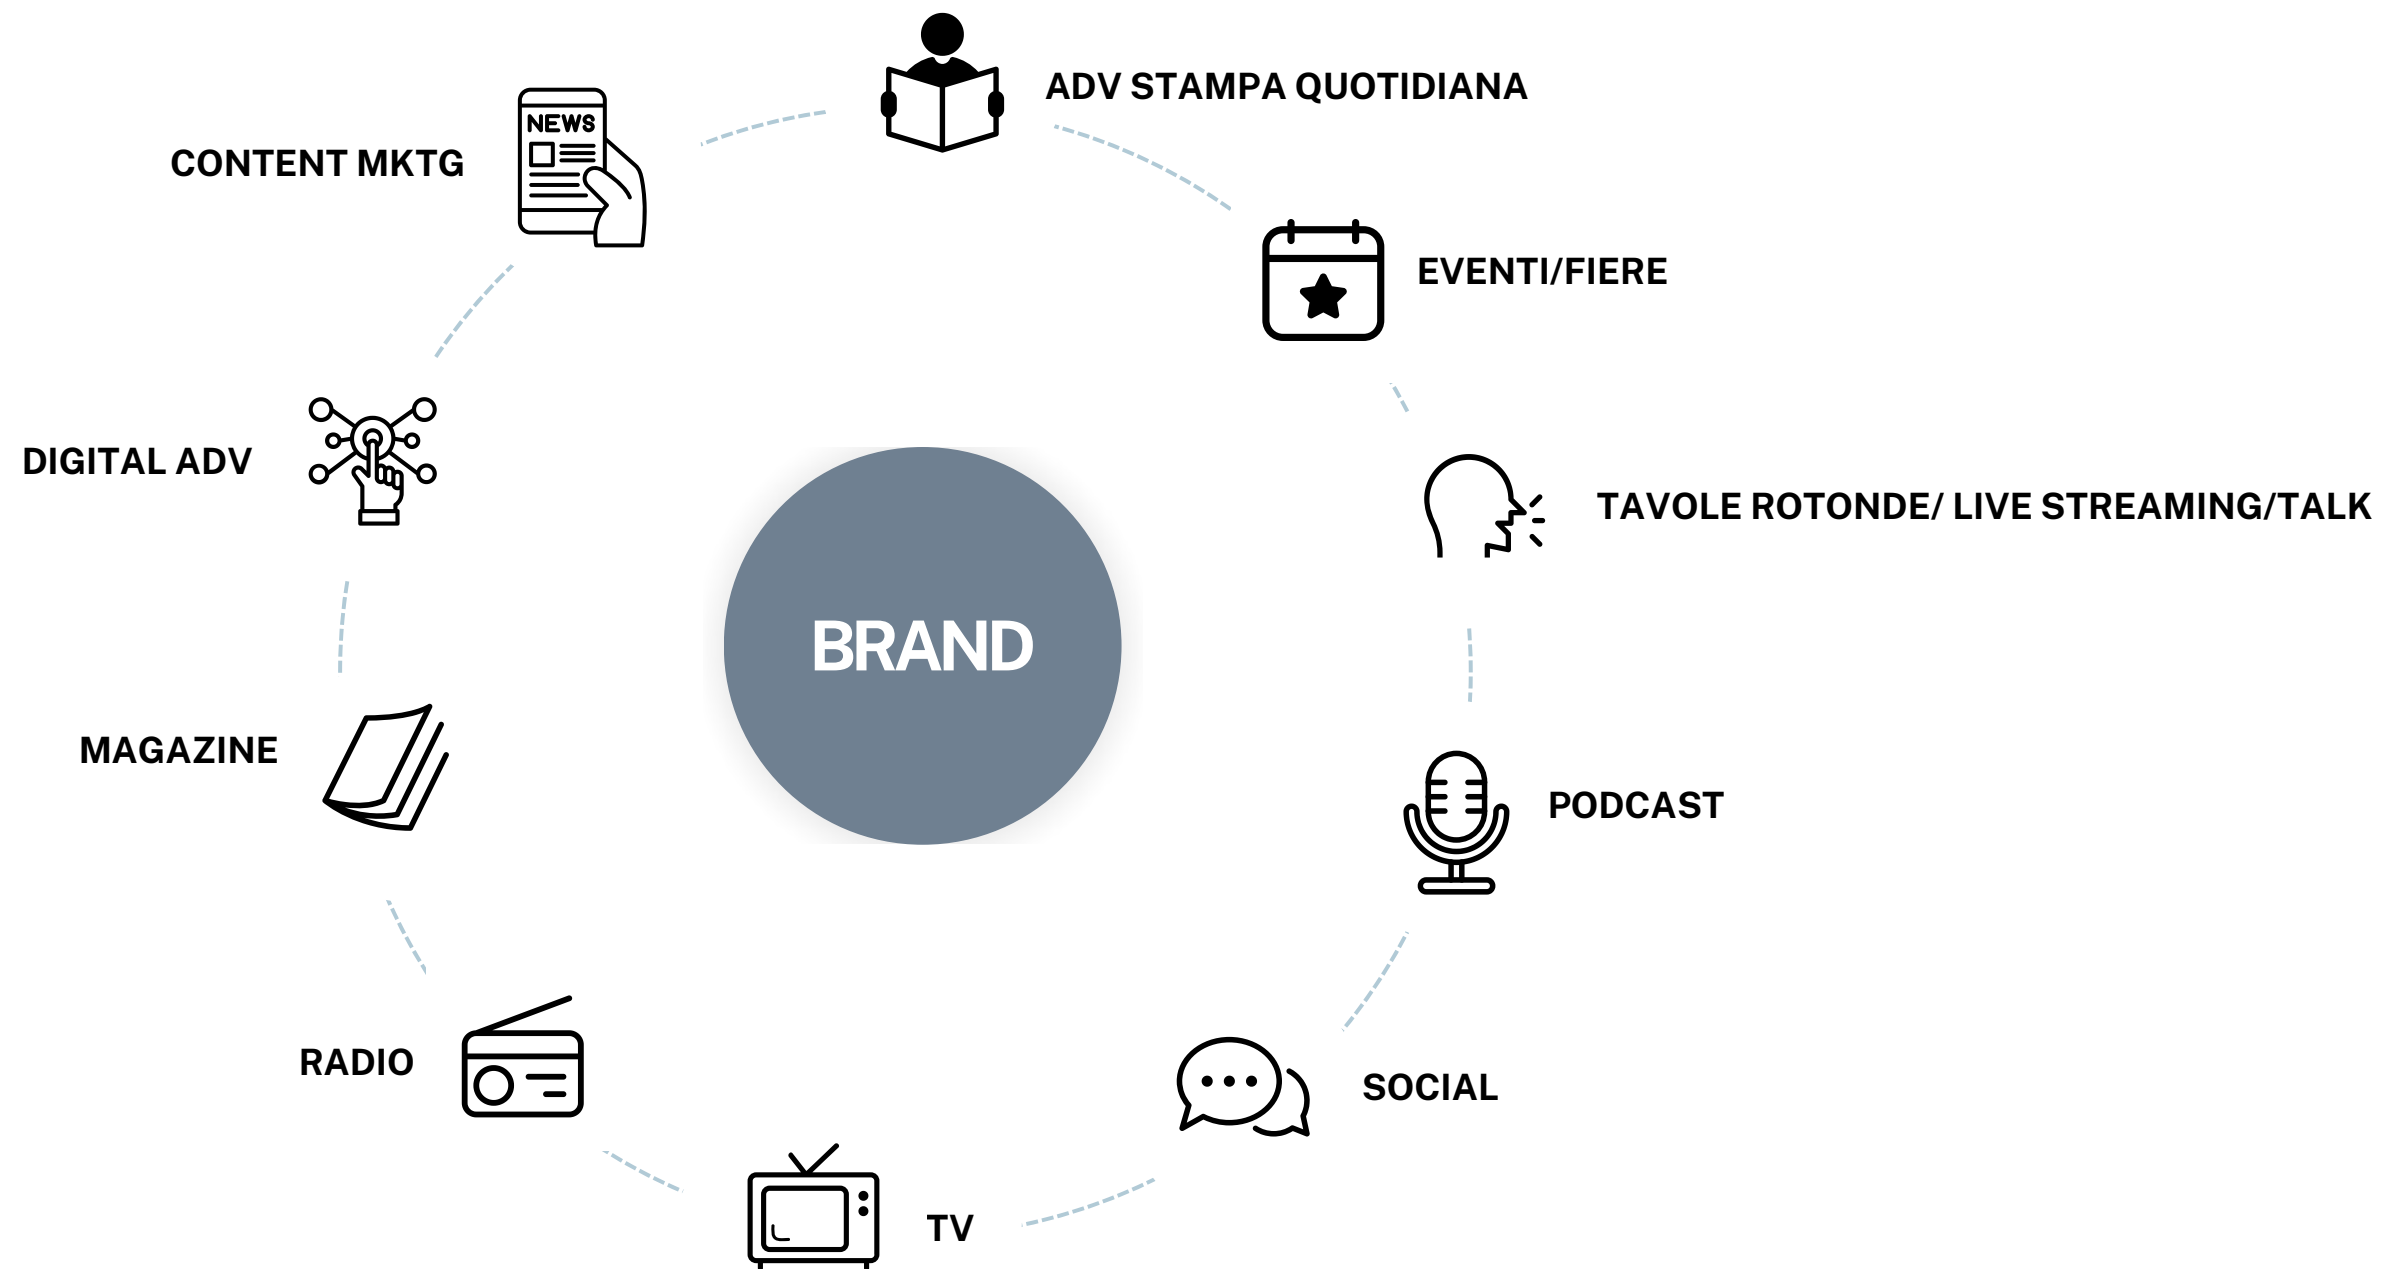 ADV STAMPA QUOTIDIANA
NEWS
CONTENT MKTG
EVENTI/FIERE
DIGITAL ADV
TAVOLE ROTONDE/ LIVE STREAMING/TALK
BRAND
MAGAZINE
PODCAST
RADIO
SOCIAL
TV